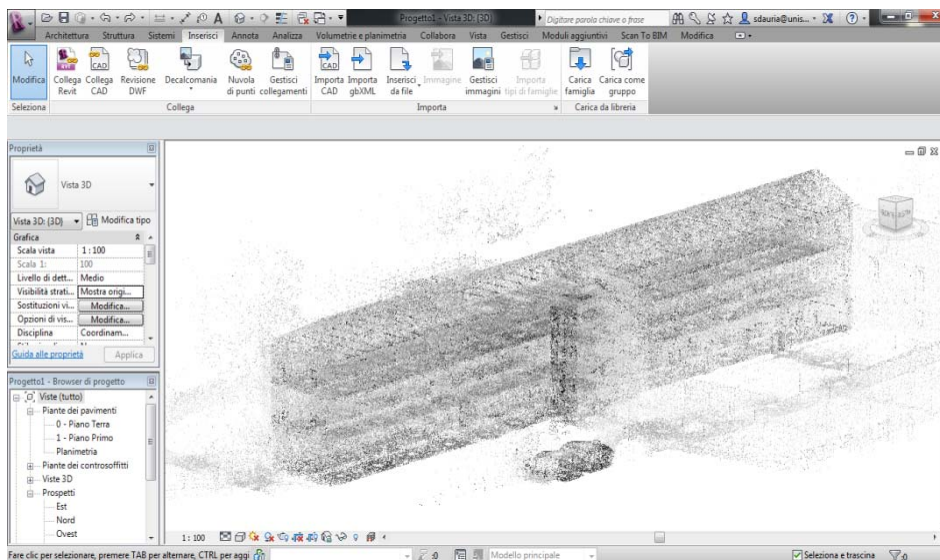 Progetto1 - Vista 3D: {3D}
Digitare parola chiave o frase
sdauria@unis...
Architettura Struttura Sistemi Inserisci Annota Analizza Volumetrie e planimetria Collabora Vista Gestisci Moduli aggiuntivi Scan To BIM Modifica
Modifica
Collega Revit
Collega CAD
Revisione DWF
Decalcomania
Nuvola di punti
Gestisci collegamenti
Importa CAD
Importa gbXML
Inserisci da file
Immagine
Gestisci immagini
Importa tipi di famiglie
Carica famiglia
Carica come gruppo
Seleziona
Collega
Importa
Carica da libreria
Proprietà
Vista 3D
Vista 3D: {3D} Modifica tipo
Grafica
Scala vista 1:100
Scala 1: 100
Livello di dett... Medio
Visibilità strati... Mostra origi...
Sostituzioni vi... Modifica...
Opzioni di vis... Modifica...
Disciplina Coordinam...
Guida alle proprietà Applica
Progetto1 - Browser di progetto
Viste (tutto)
Piante dei pavimenti
0 - Piano Terra
1 - Piano Primo
Planimetria
Piante dei controsoffitti
Viste 3D
Prospetti
Est
Nord
Ovest
1:100
Fare clic per selezionare, premere TAB per alternare, CTRL per aggi
:0
Modello principale
Seleziona e trascina
:0